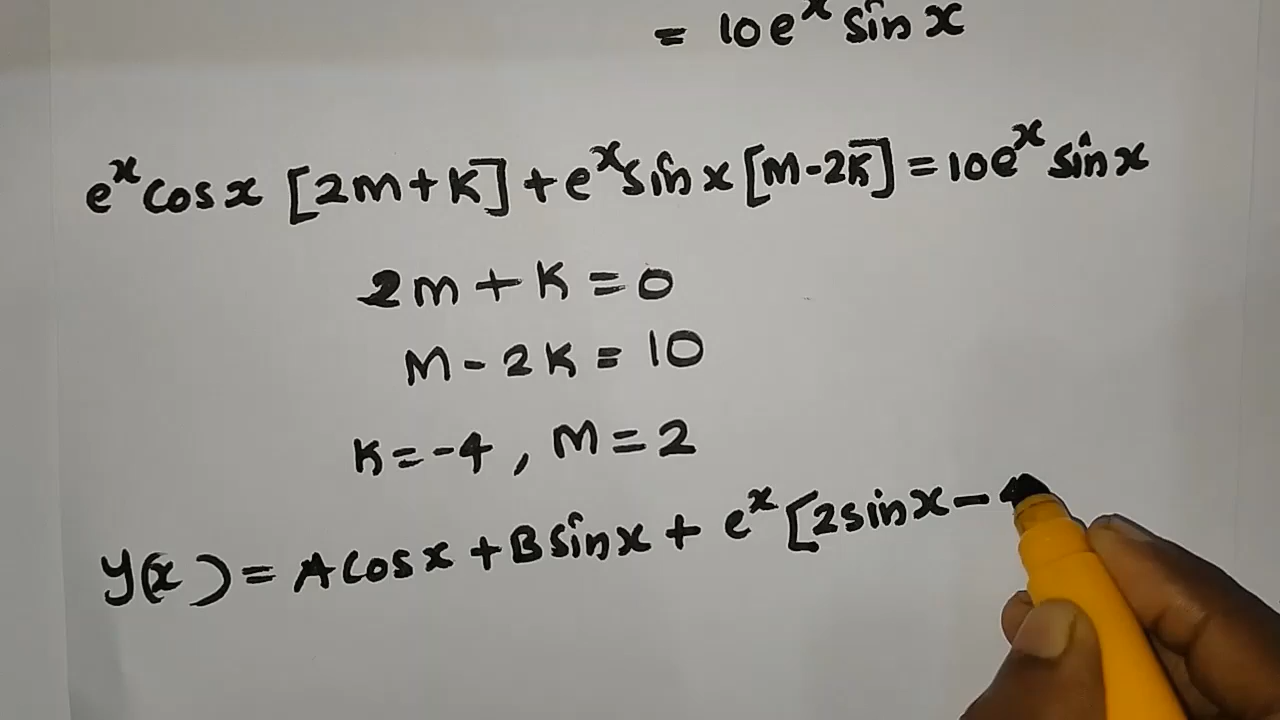 = 10e^x sin x
e^x cos x [2m + K] + e^x sin x [M - 2K] = 10e^x sin x
2m + K = 0
M - 2K = 10
K = -4 , M = 2
y(x) = A cos x + B sin x + e^x [2 sin x -